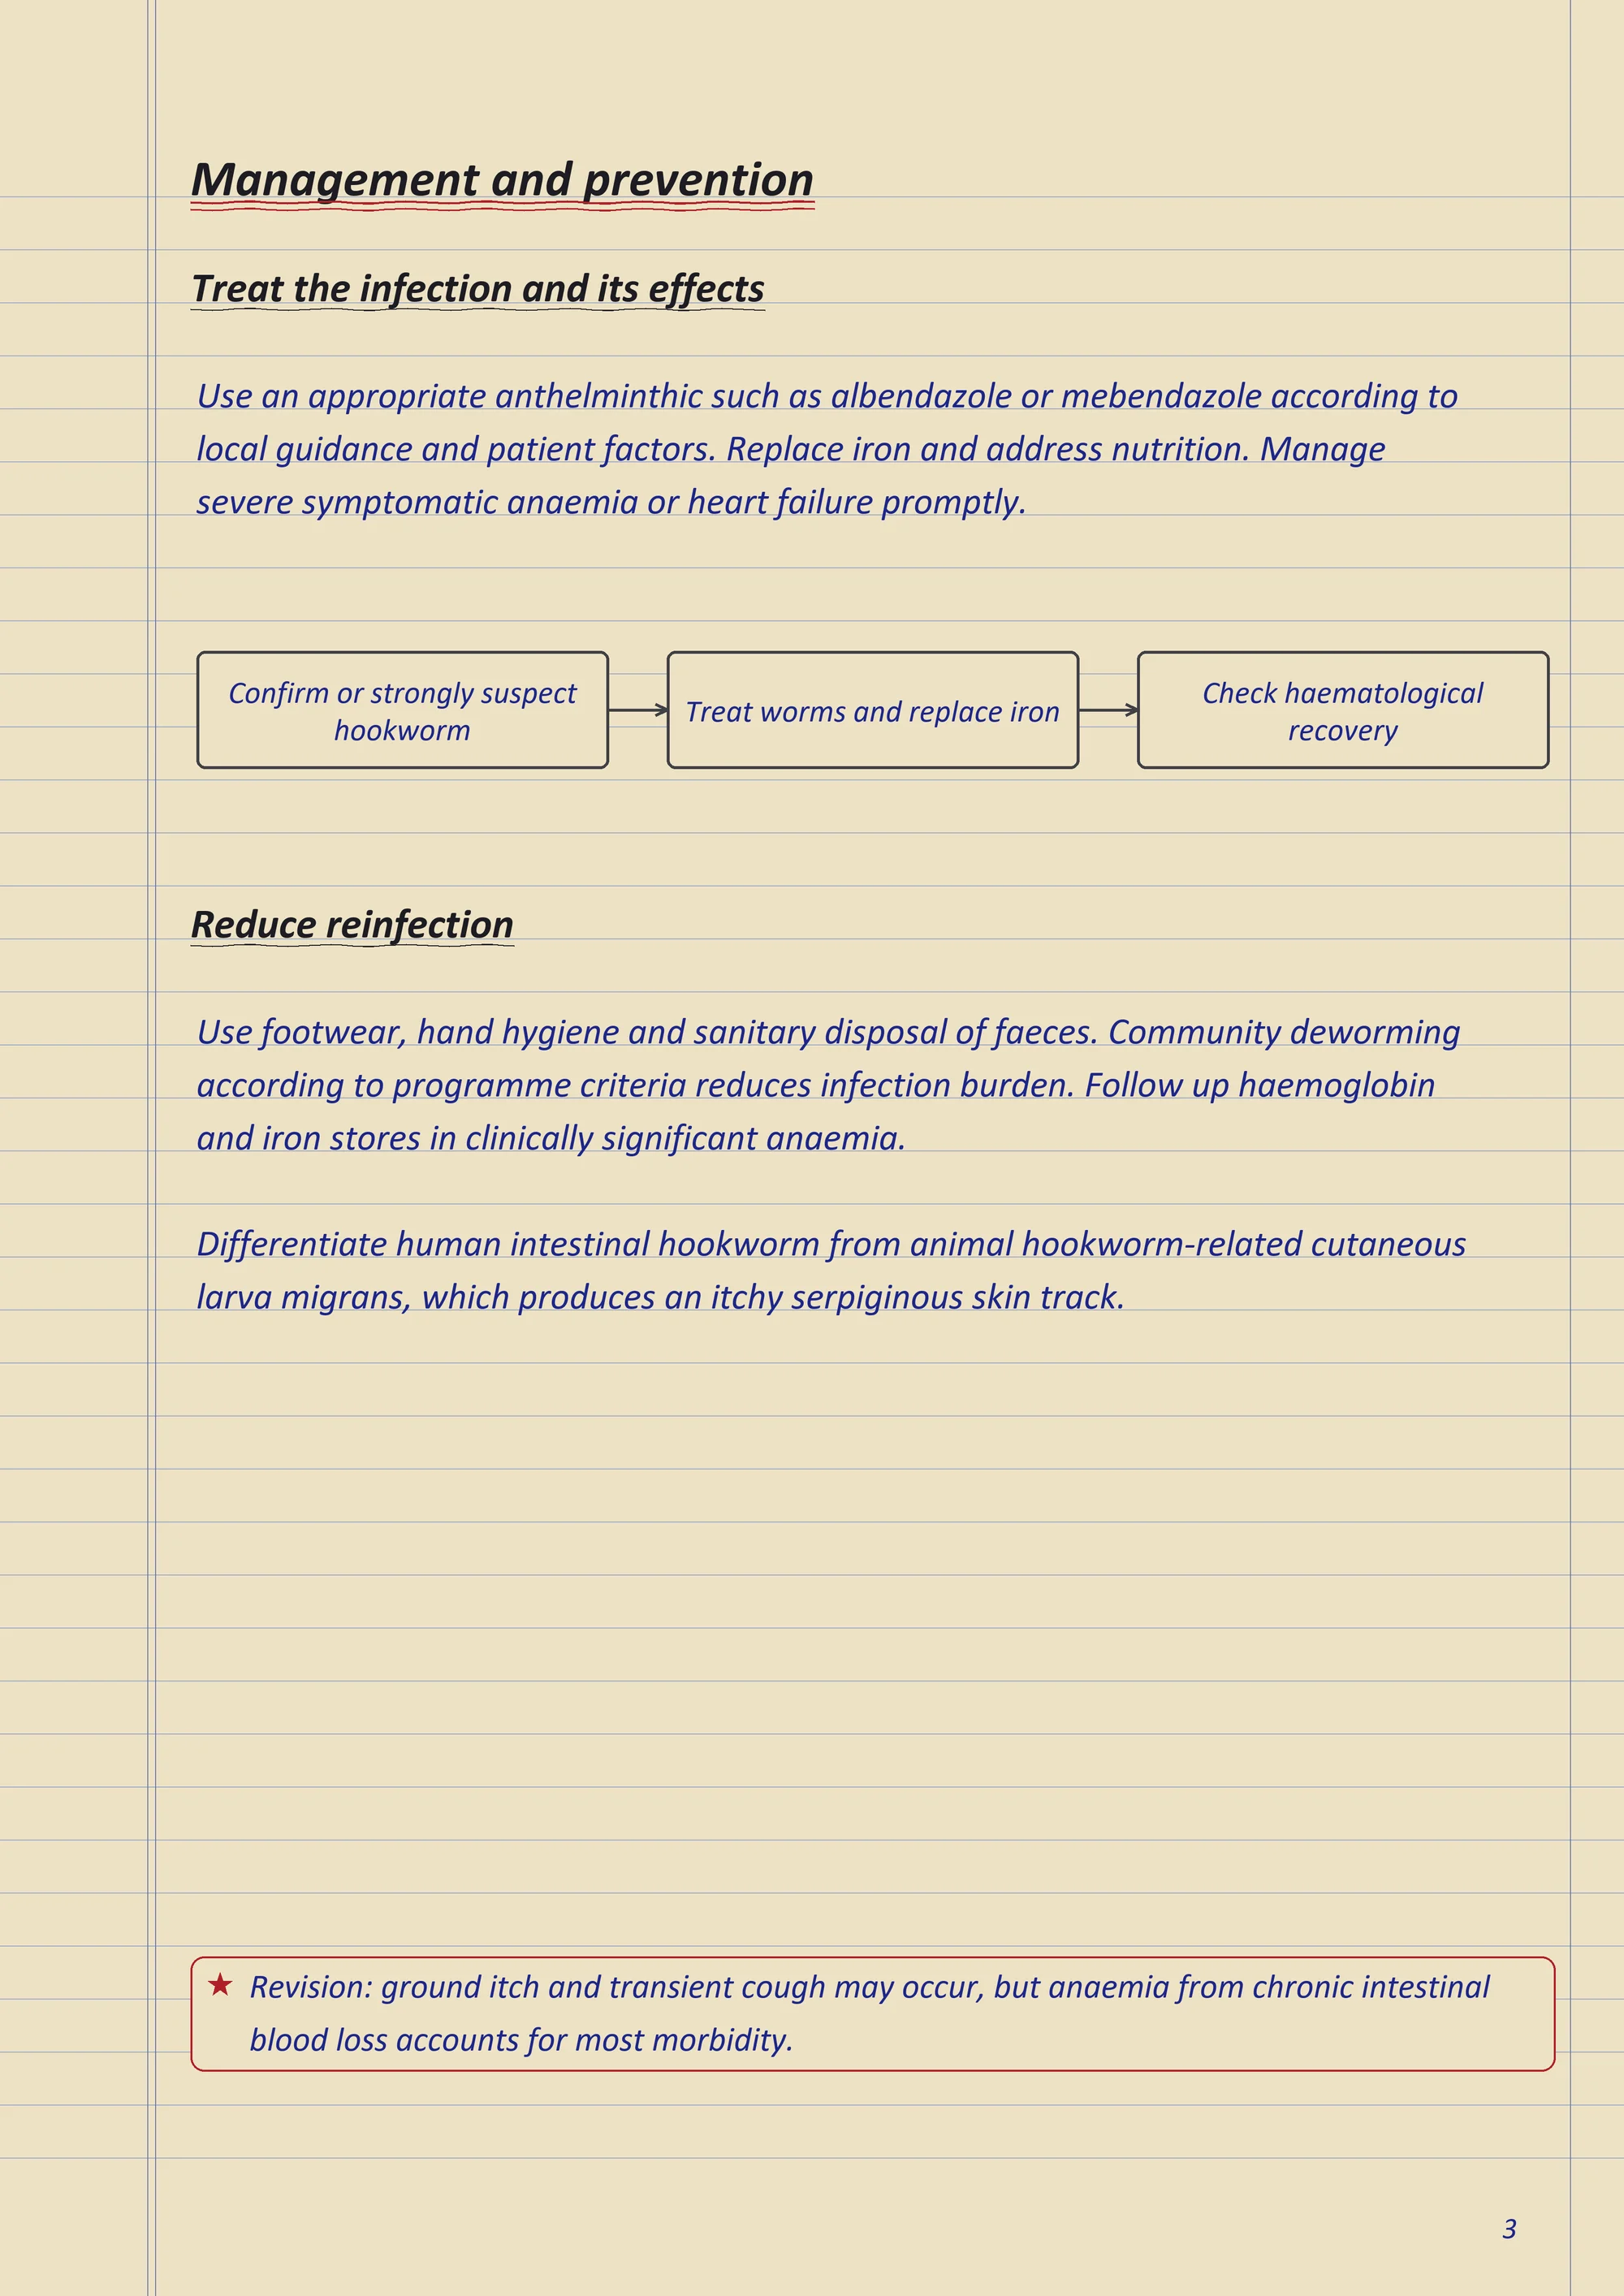 Management and prevention
Treat the infection and its effects
Use an appropriate anthelminthic such as albendazole or mebendazole according to
local guidance and patient factors. Replace iron and address nutrition. Manage
severe symptomatic anaemia or heart failure promptly.
Confirm or strongly suspect
hookworm
Treat worms and replace iron
Check haematological
recovery
Reduce reinfection
Use footwear, hand hygiene and sanitary disposal of faeces. Community deworming
according to programme criteria reduces infection burden. Follow up haemoglobin
and iron stores in clinically significant anaemia.
Differentiate human intestinal hookworm from animal hookworm-related cutaneous
larva migrans, which produces an itchy serpiginous skin track.
★ Revision: ground itch and transient cough may occur, but anaemia from chronic intestinal
blood loss accounts for most morbidity.
3